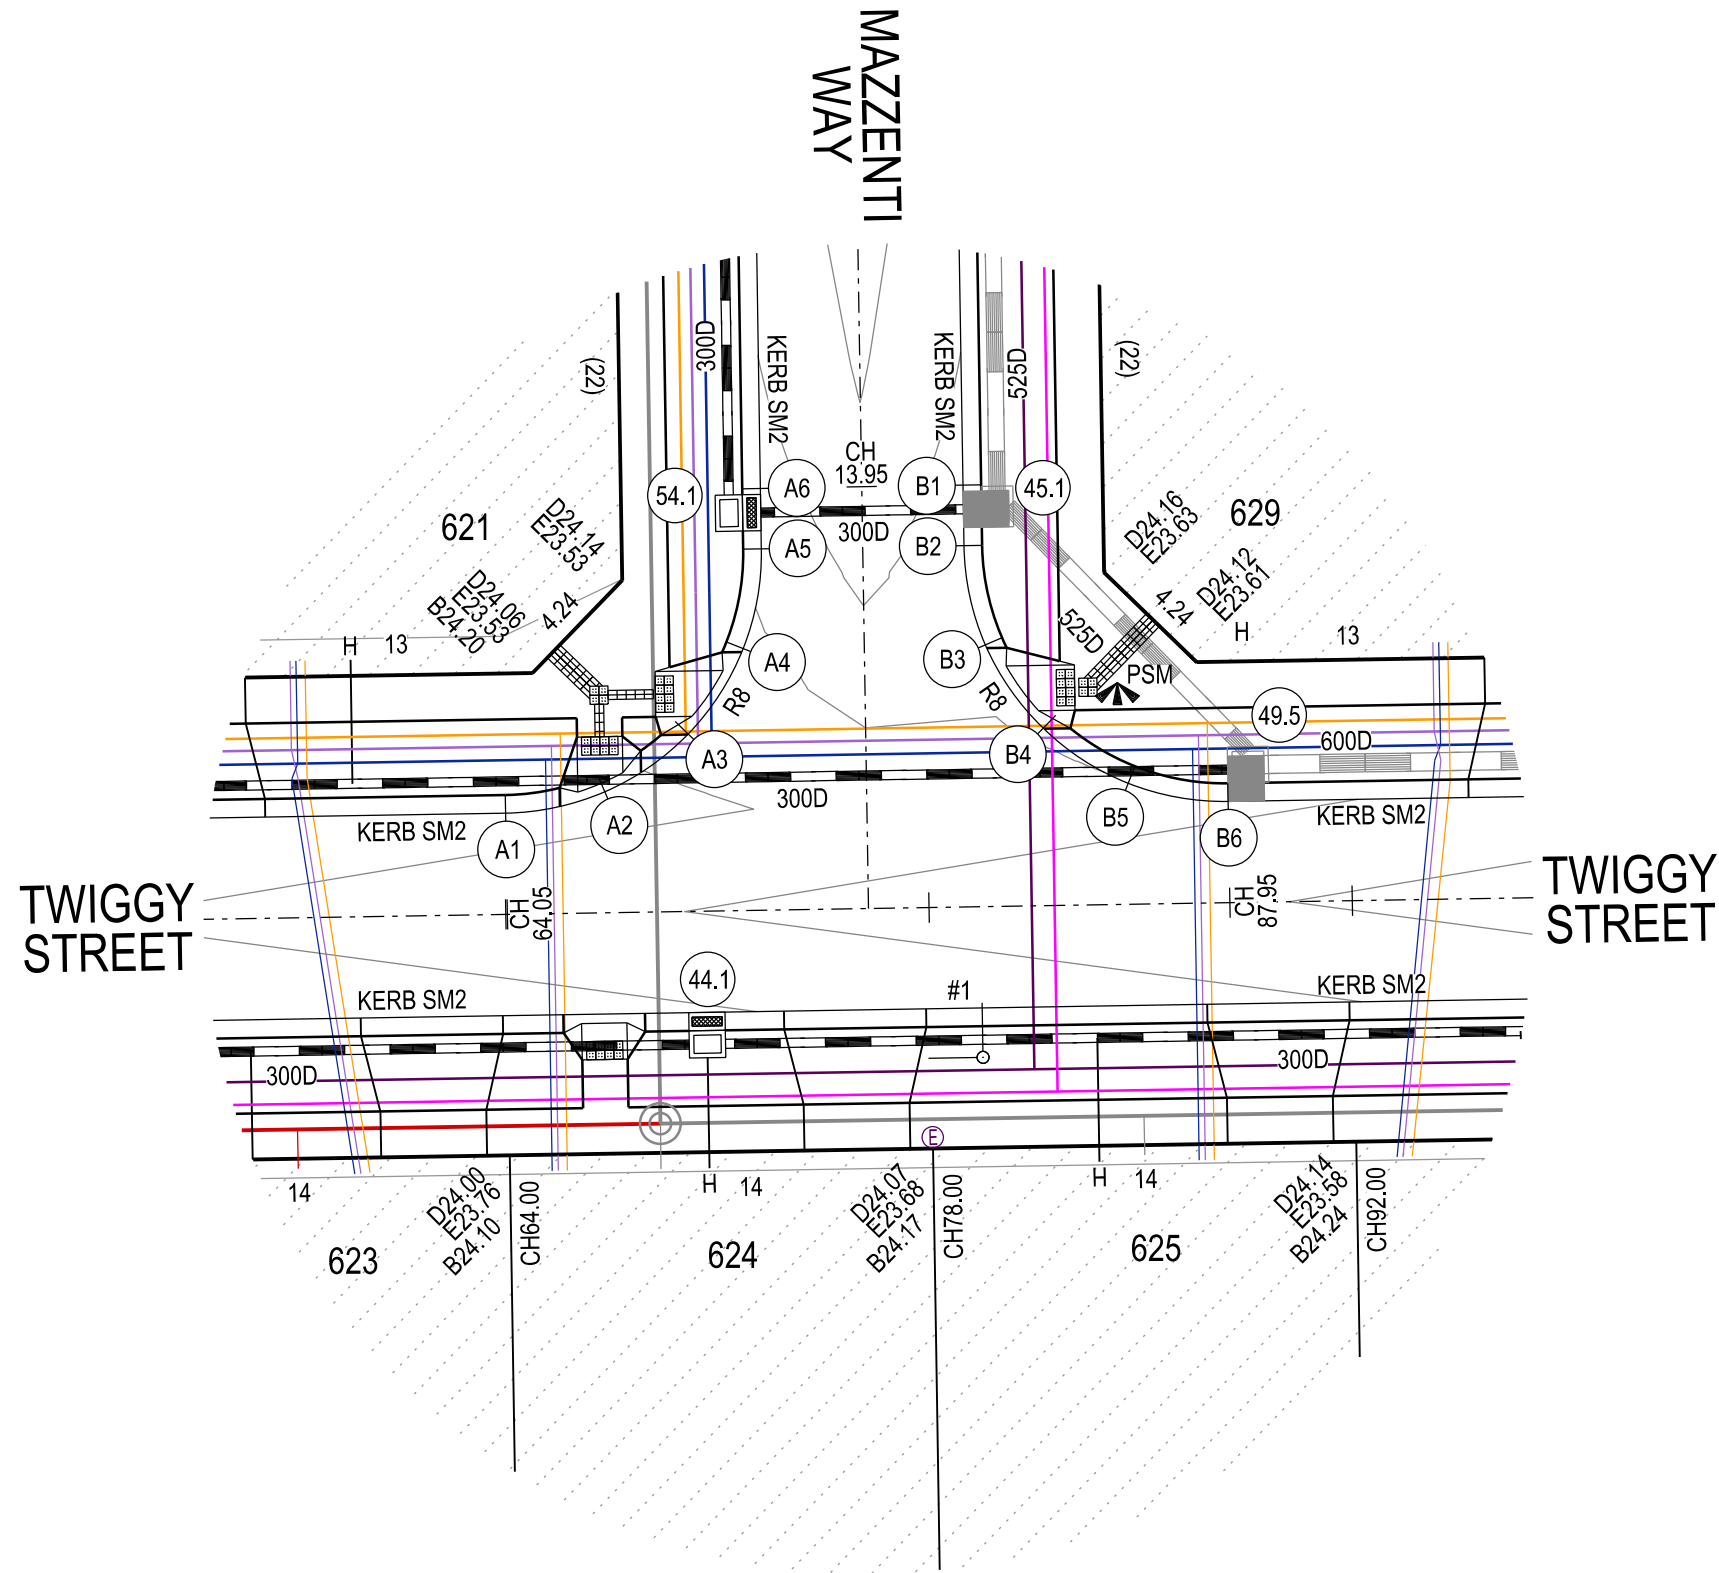 MAZZENTI
WAY
(22)
300D
KERB SM2
KERB SM2
525D
(22)
CH
13.95
54.1
A6
B1
45.1
621
D24.14
E23.53
300D
A5
B2
D24.16
E23.63
629
D24.06
E23.53
B24.20
4.24
D24.12
E23.61
4.24
H
13
A4
B3
525D
H
13
PSM
R8
R8
A3
B4
49.5
600D
300D
KERB SM2
A1
A2
B5
B6
KERB SM2
TWIGGY
STREET
CH
64.05
CH
87.95
TWIGGY
STREET
KERB SM2
44.1
#1
KERB SM2
300D
300D
E
14
H
14
H
14
D24.00
E23.76
B24.10
CH64.00
D24.07
E23.68
B24.17
CH78.00
D24.14
E23.58
B24.24
CH92.00
623
624
625